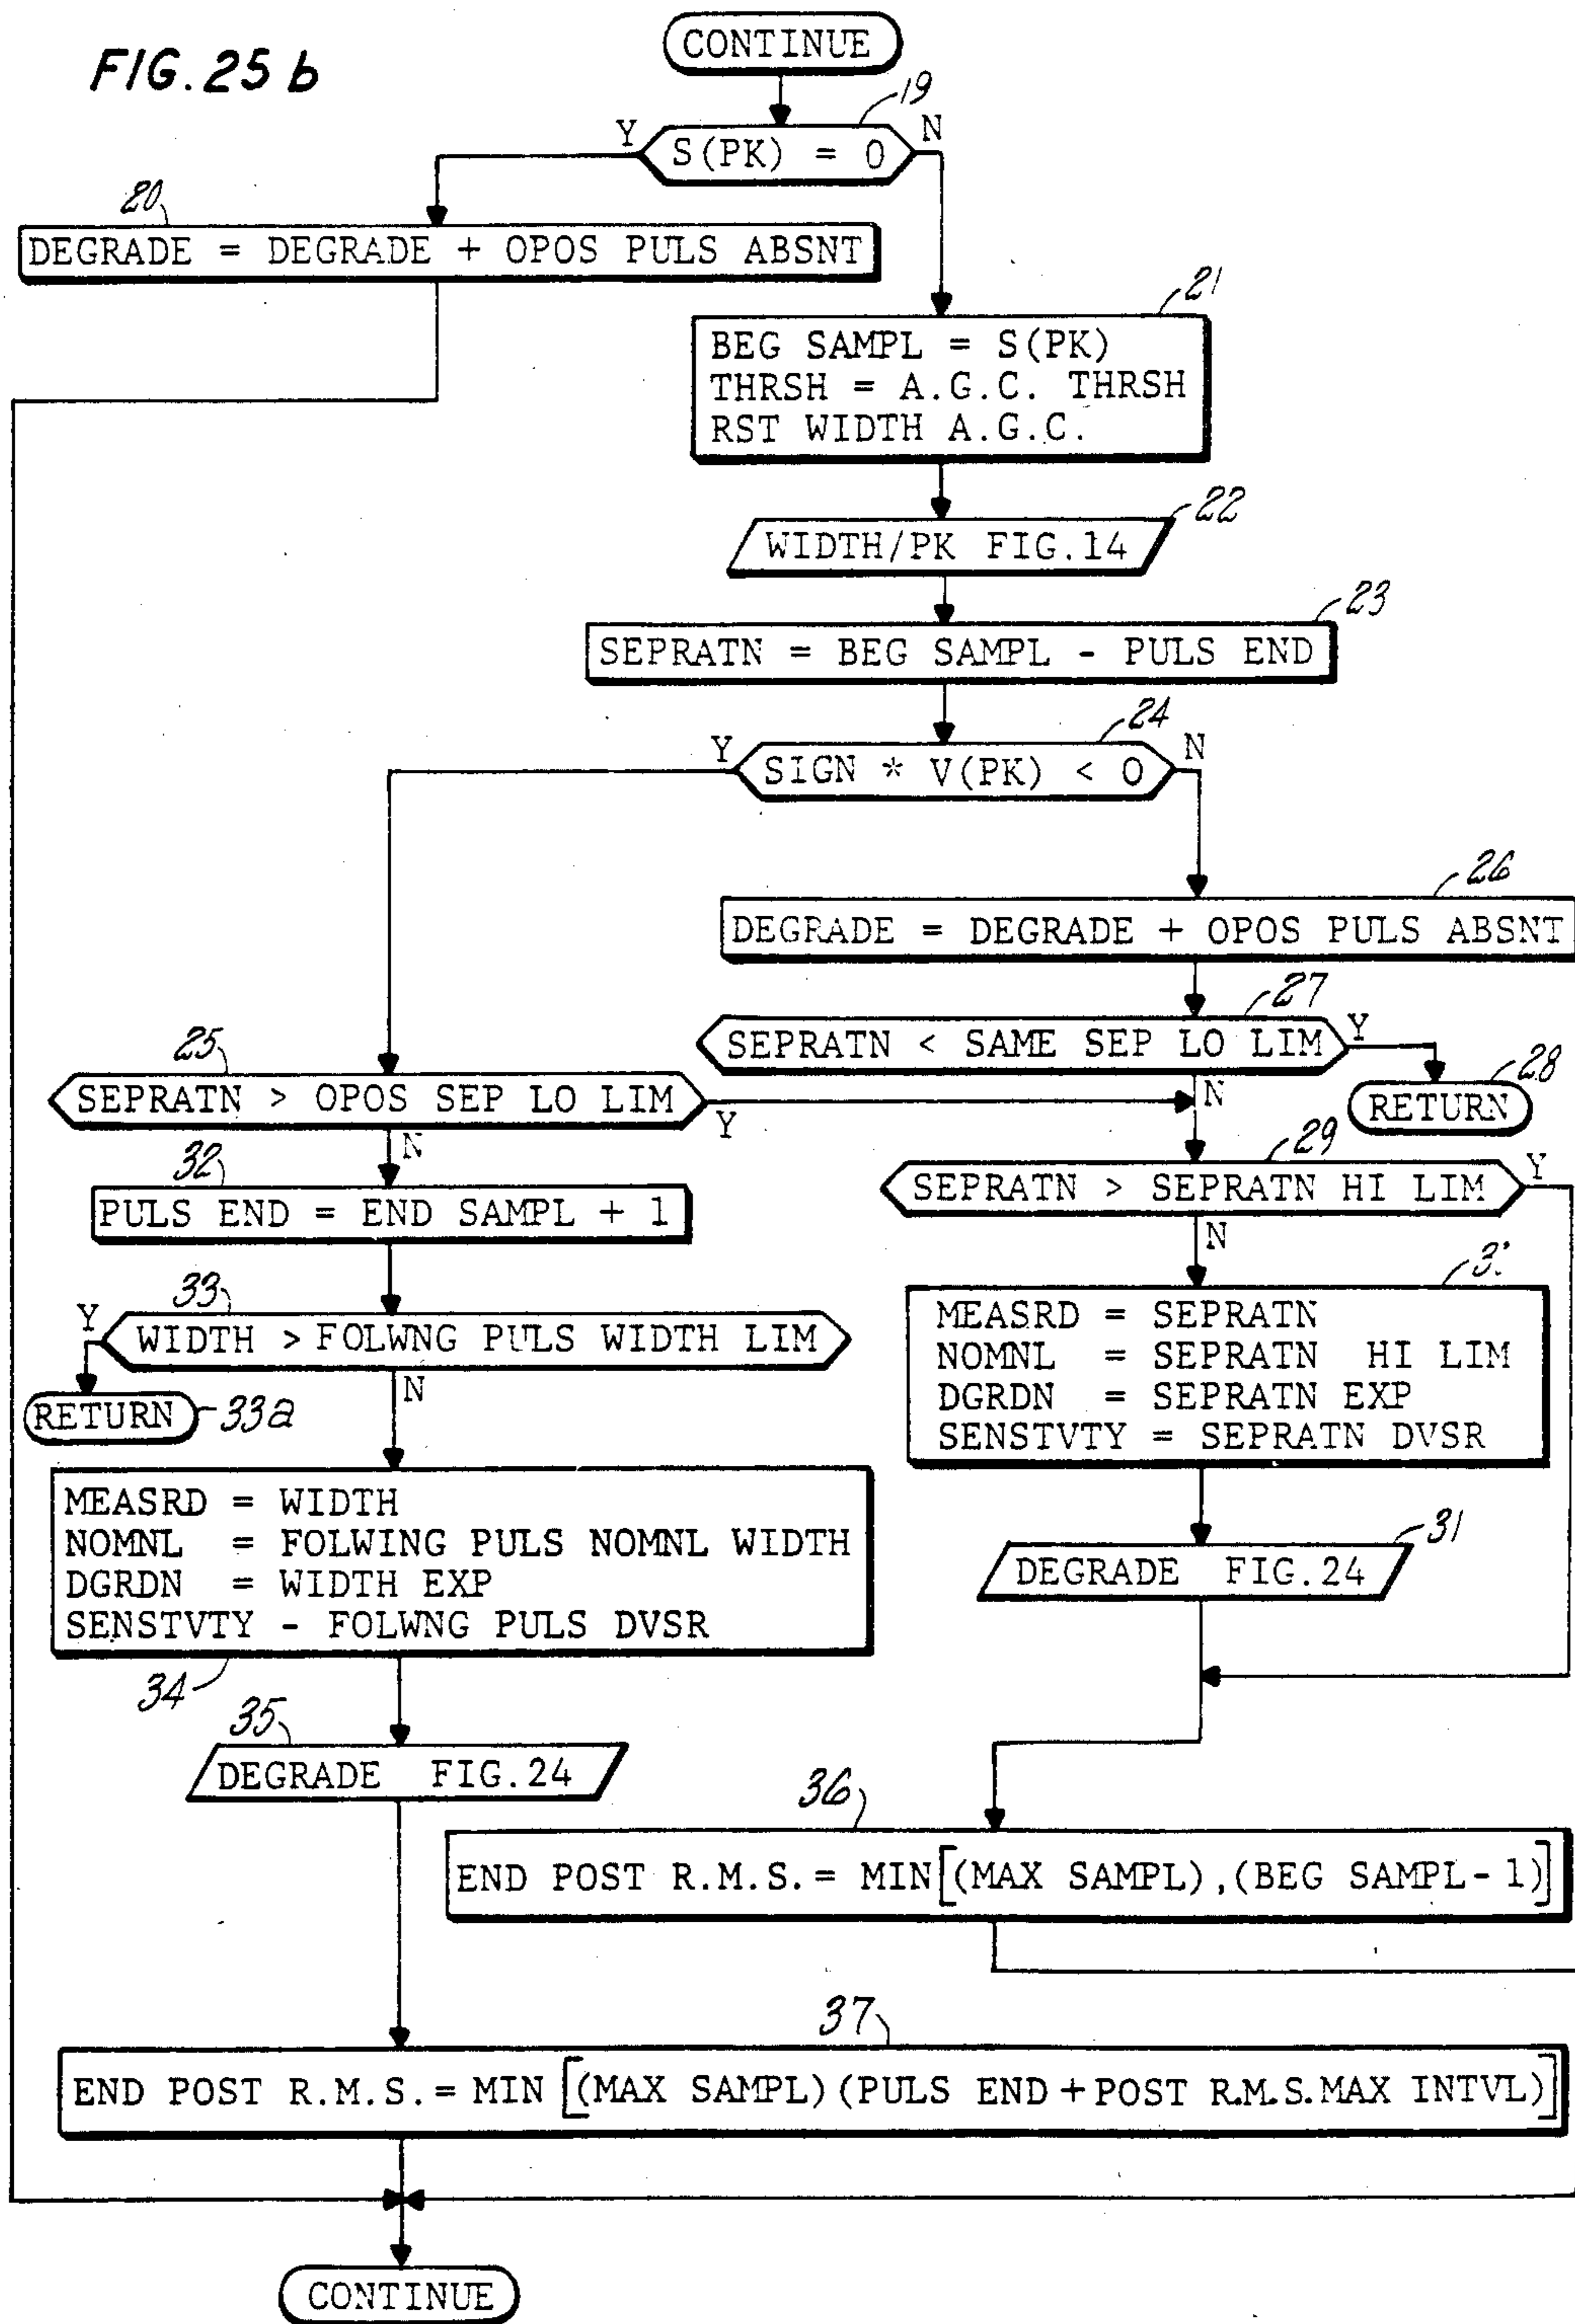 FIG. 25 b
CONTINUE
19
Y
S(PK) = 0
N
20
DEGRADE = DEGRADE + OPOS PULS ABSNT
21
BEG SAMPL = S(PK)
THRSH = A.G.C. THRSH
RST WIDTH A.G.C.
22
WIDTH/PK FIG.14
23
SEPRATN = BEG SAMPL - PULS END
24
Y
SIGN * V(PK) < 0
N
26
DEGRADE = DEGRADE + OPOS PULS ABSNT
27
SEPRATN < SAME SEP LO LIM
Y
28
RETURN
N
25
SEPRATN > OPOS SEP LO LIM
Y
N
29
SEPRATN > SEPRATN HI LIM
Y
N
32
PULS END = END SAMPL + 1
33
Y
WIDTH > FOLWNG PULS WIDTH LIM
N
RETURN
33a
MEASRD = SEPRATN
NOMNL = SEPRATN HI LIM
DGRDN = SEPRATN EXP
SENSTVTY = SEPRATN DVSR
31
DEGRADE FIG.24
MEASRD = WIDTH
NOMNL = FOLWING PULS NOMNL WIDTH
DGRDN = WIDTH EXP
SENSTVTY - FOLWNG PULS DVSR
34
35
DEGRADE FIG.24
36
END POST R.M.S. = MIN[(MAX SAMPL),(BEG SAMPL-1)]
37
END POST R.M.S. = MIN[(MAX SAMPL)(PULS END+POST R.M.S.MAX INTVL)]
CONTINUE